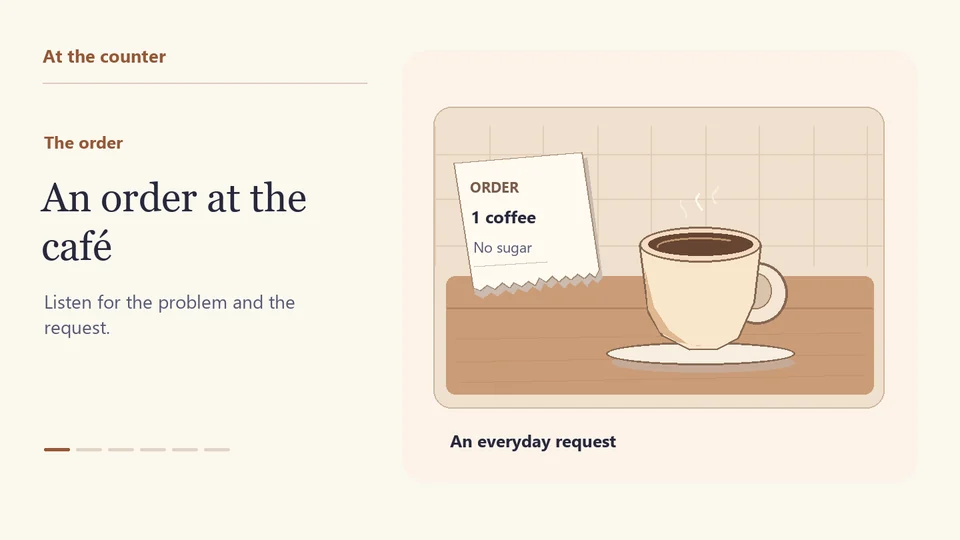 At the counter
The order
An order at the
café
Listen for the problem and the
request.
ORDER
1 coffee
No sugar
An everyday request